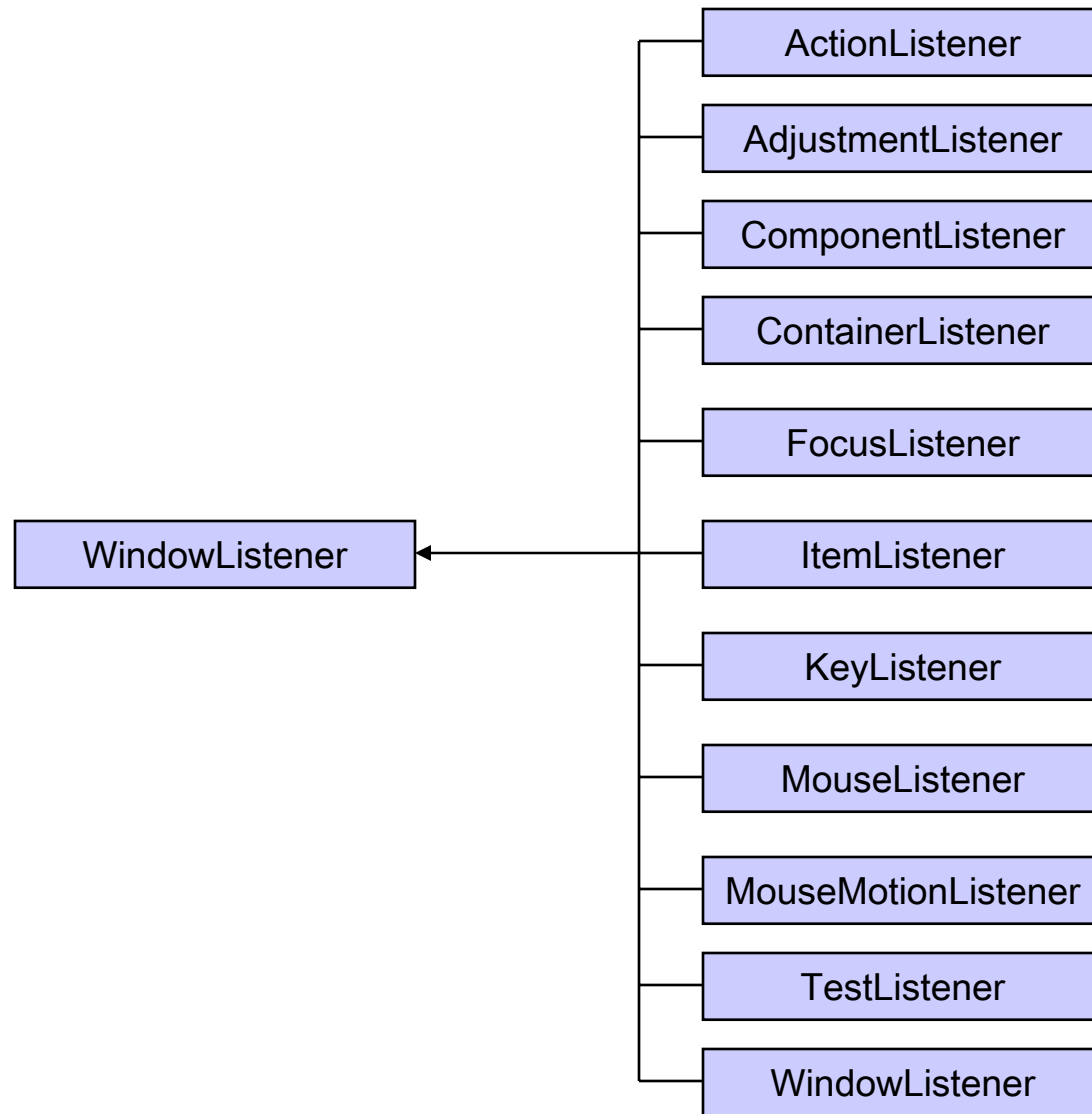 ActionListener
AdjustmentListener
ComponentListener
ContainerListener
FocusListener
WindowListener
ItemListener
KeyListener
MouseListener
MouseMotionListener
TestListener
WindowListener